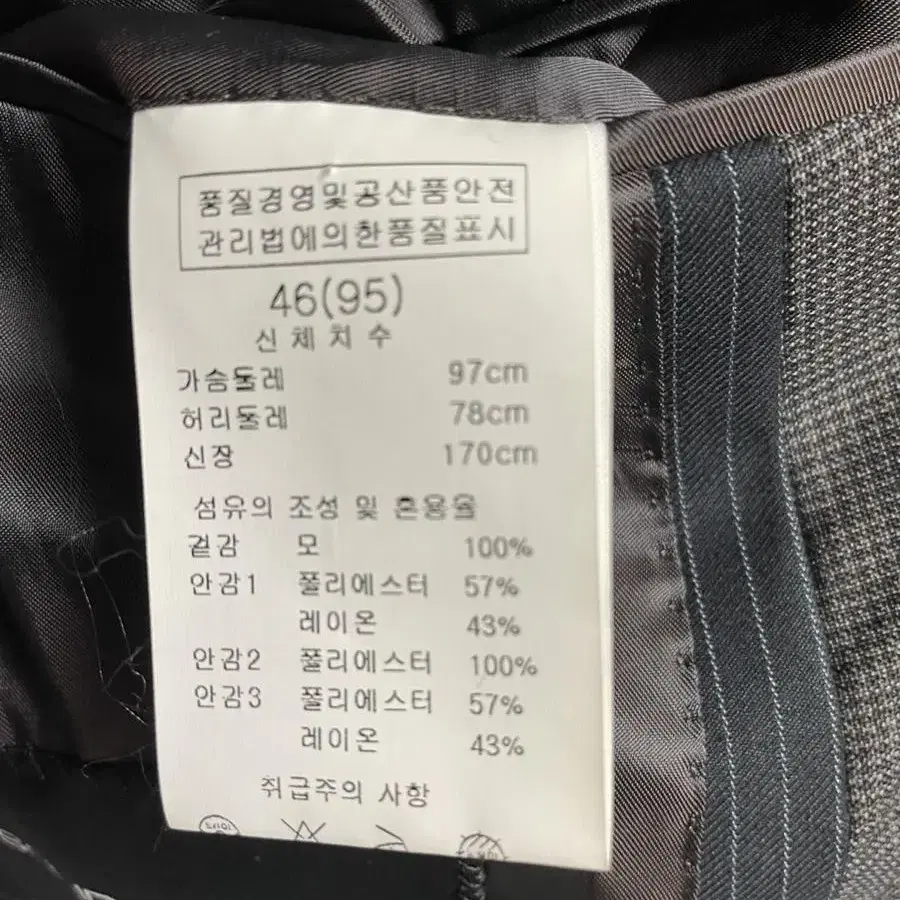 품질경영및공산품안전
관리법에의한품질표시
46(95)
신체치수
가슴둘레 97cm
허리둘레 78cm
신장 170cm
섬유의 조성 및 혼용율
겉감 모 100%
안감1 폴리에스터 57%
레이온 43%
안감2 폴리에스터 100%
안감3 폴리에스터 57%
레이온 43%
취급주의 사항